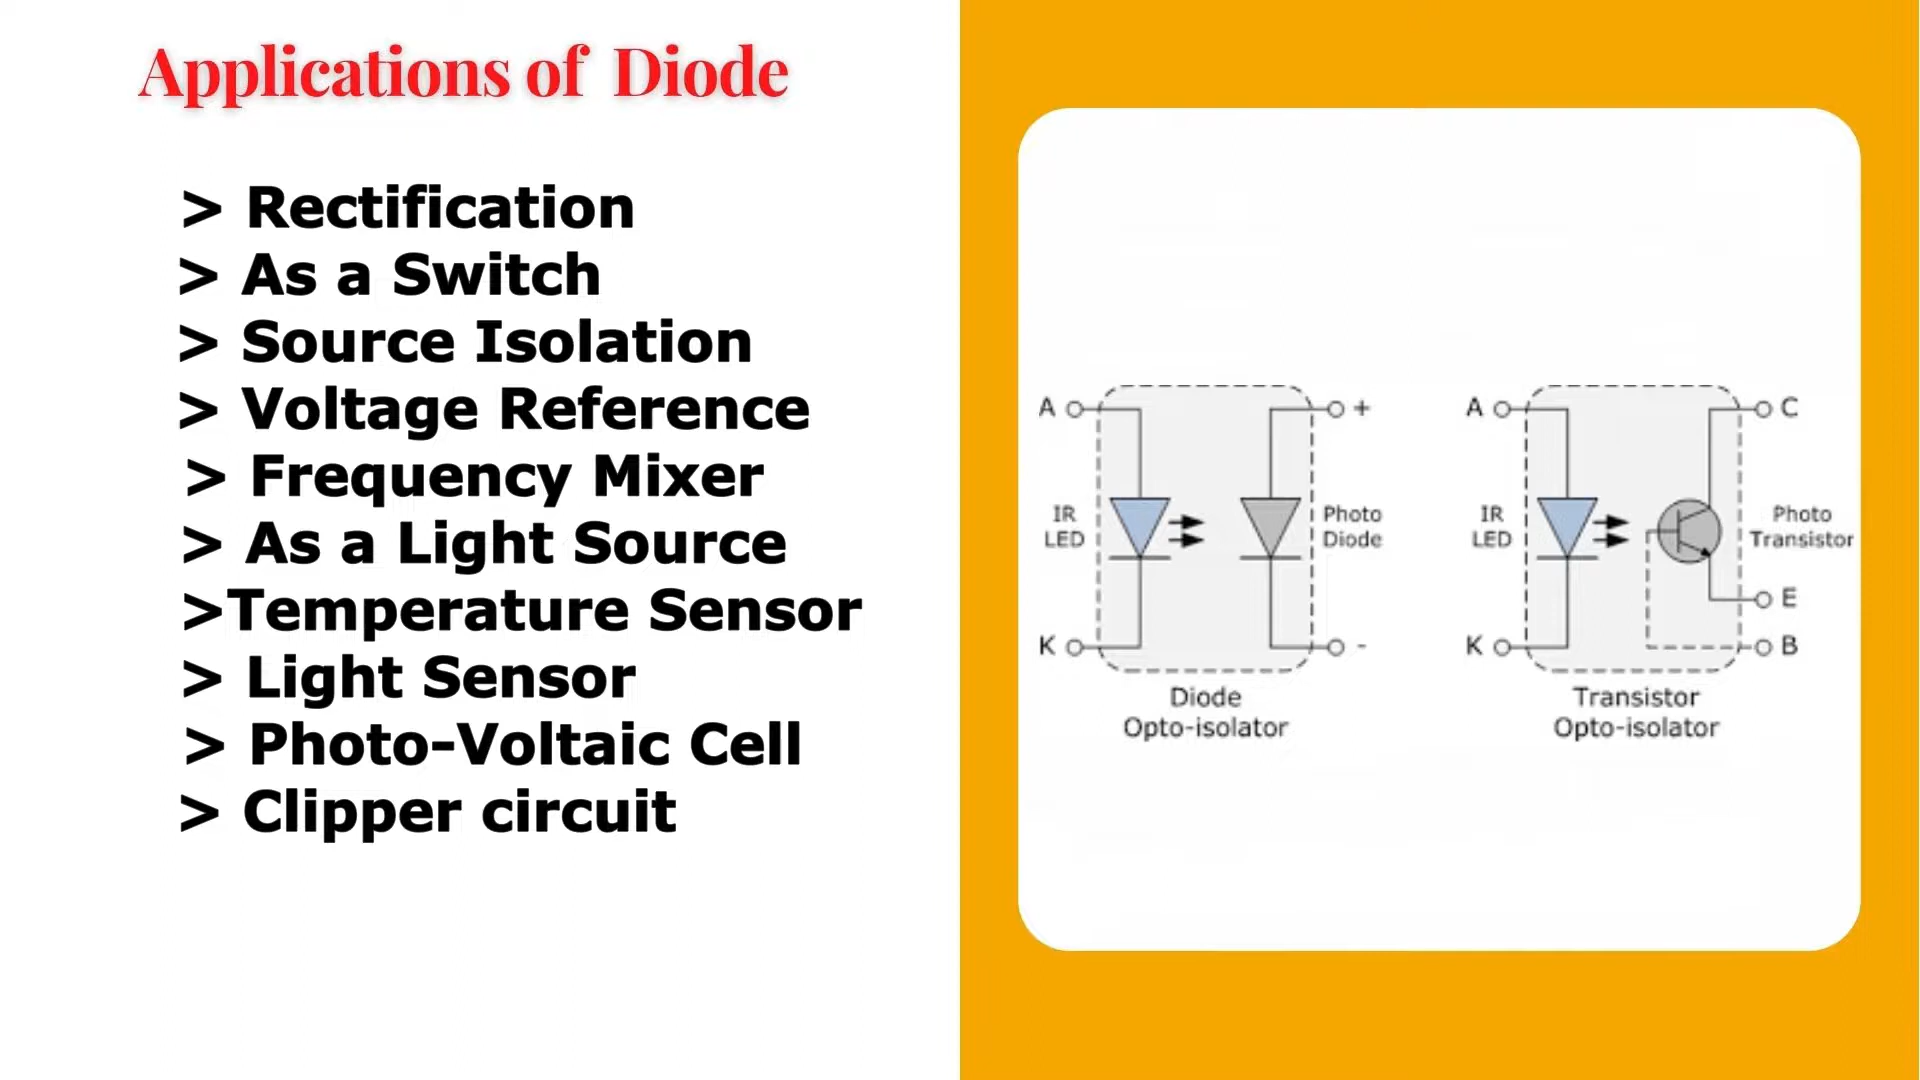 Applications of Diode
> Rectification
> As a Switch
> Source Isolation
> Voltage Reference
> Frequency Mixer
> As a Light Source
>Temperature Sensor
> Light Sensor
> Photo-Voltaic Cell
> Clipper circuit
A
+
IR
LED
Photo
Diode
K
-
Diode
Opto-isolator
A
C
IR
LED
Photo
Transistor
E
K
B
Transistor
Opto-isolator